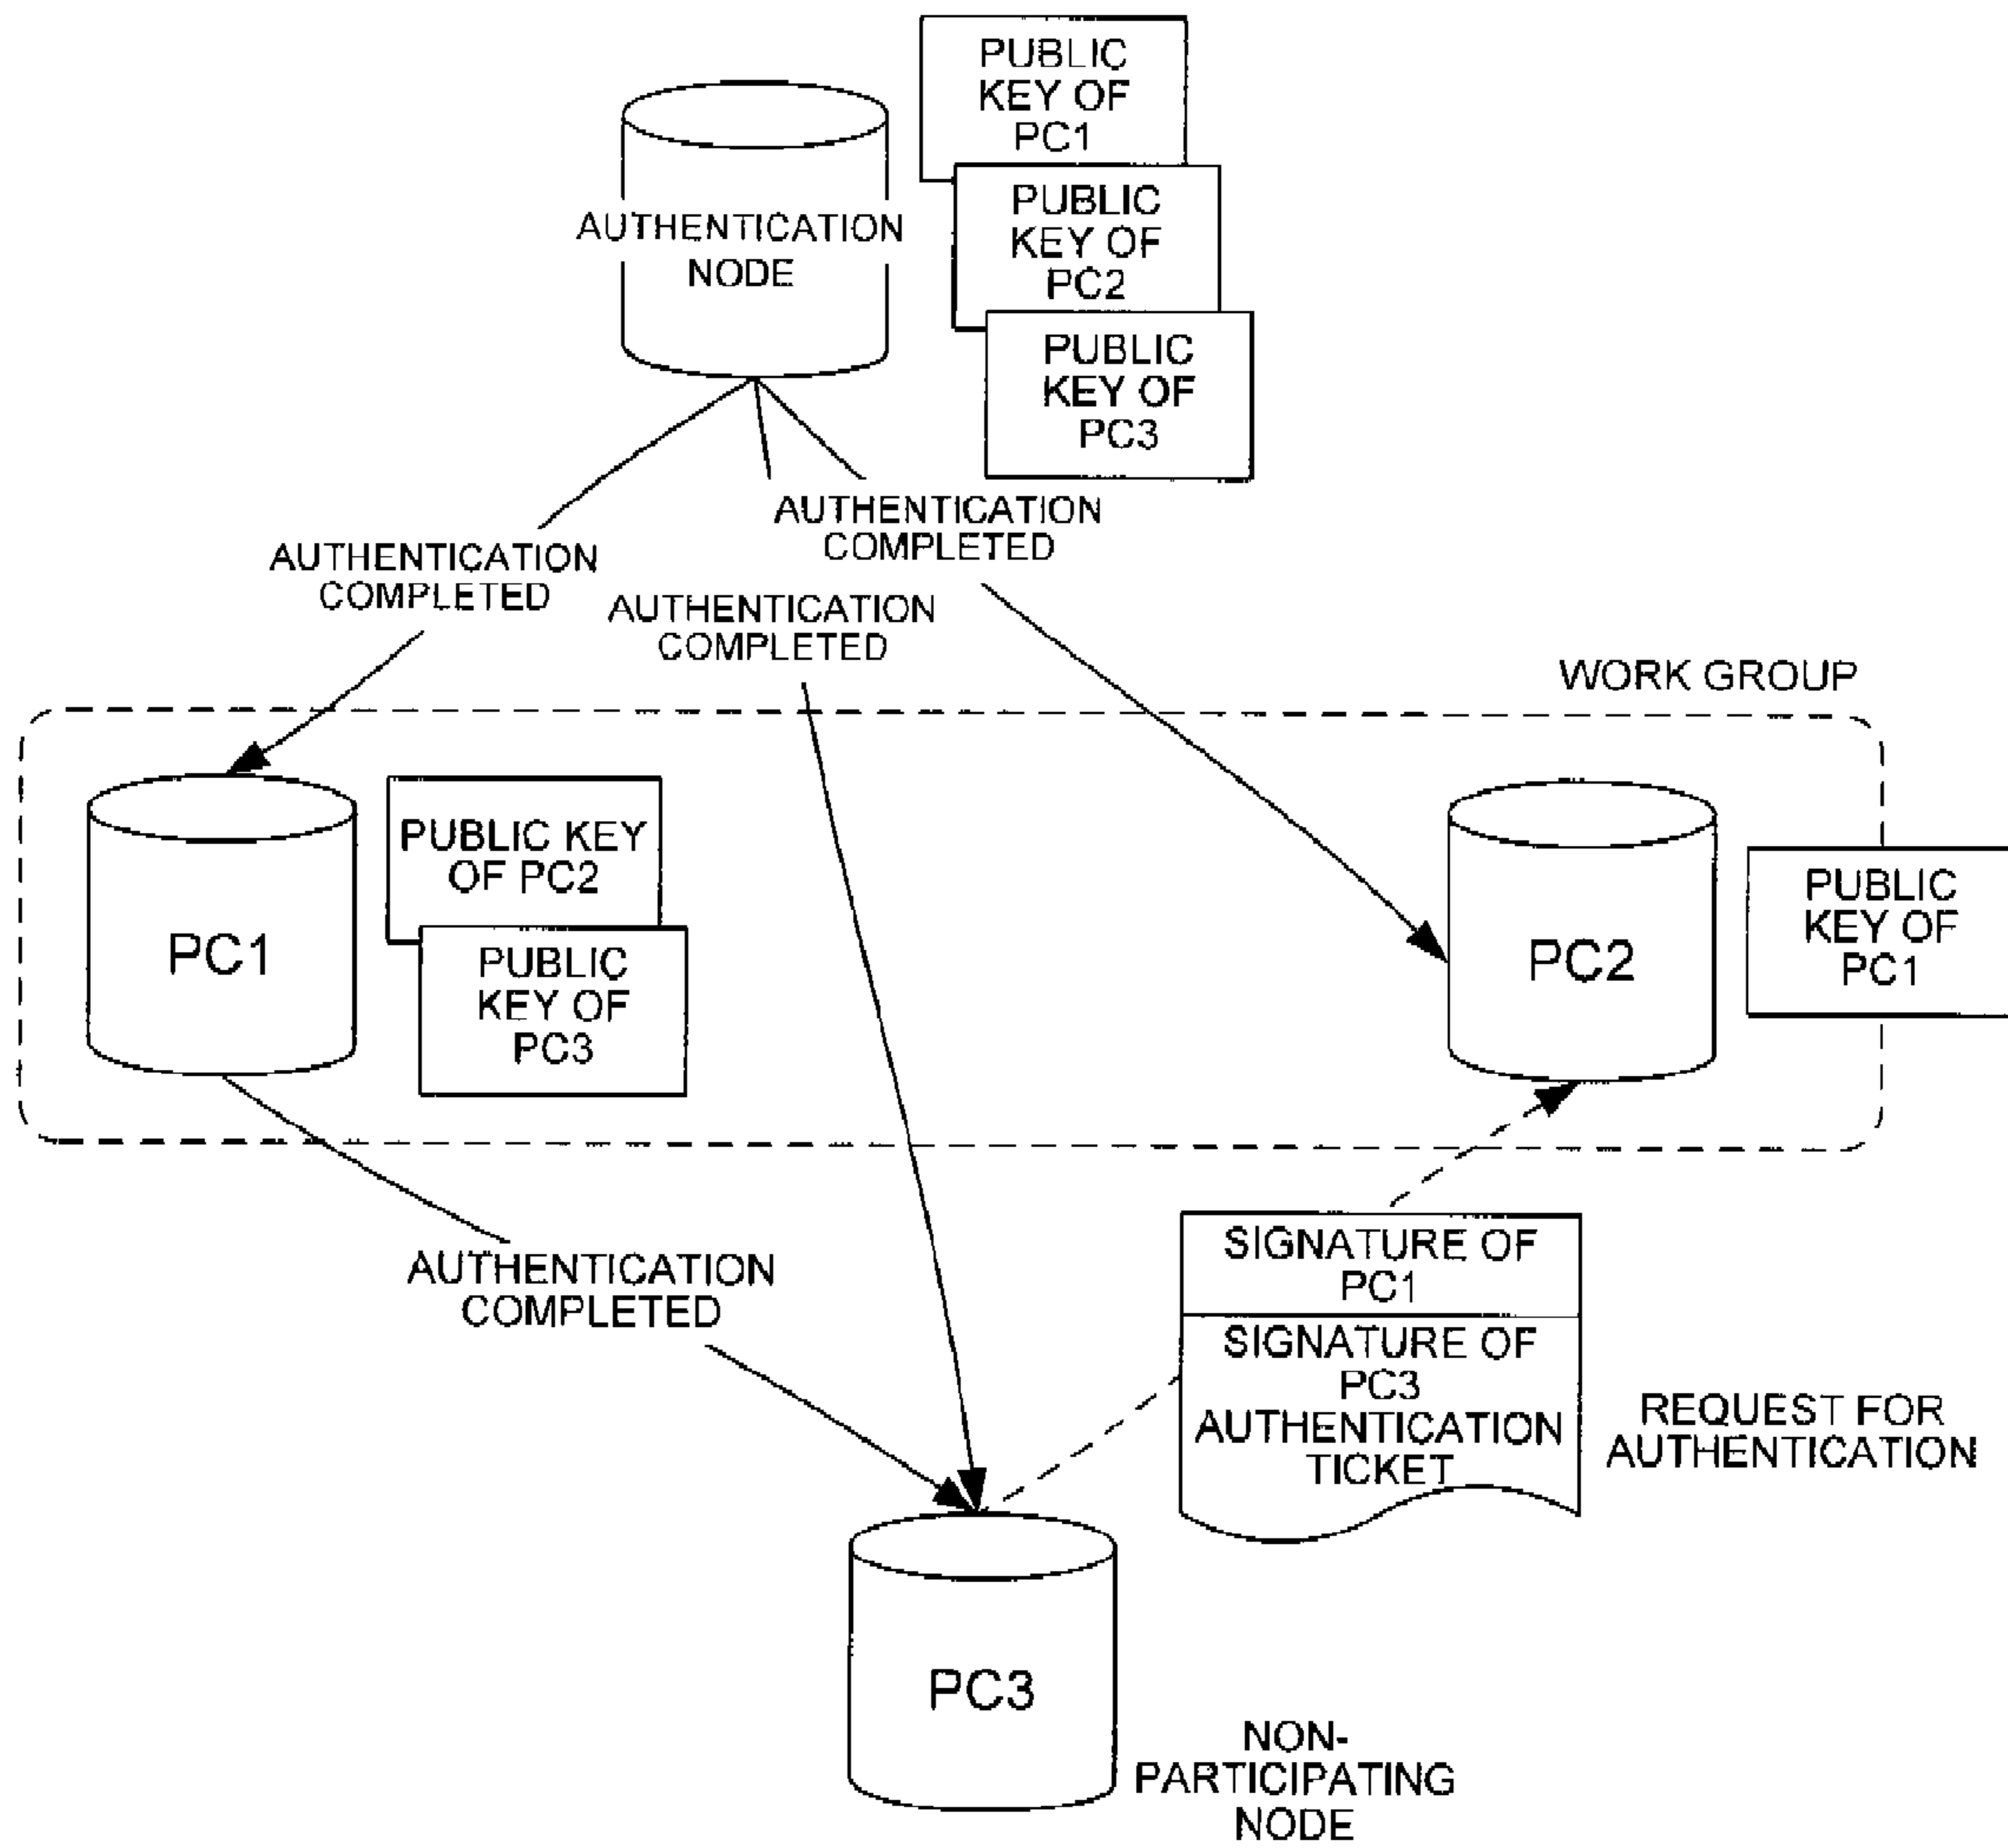 PUBLIC
KEY OF
PC1
PUBLIC
KEY OF
PC2
PUBLIC
KEY OF
PC3
AUTHENTICATION
NODE
AUTHENTICATION
COMPLETED
AUTHENTICATION
COMPLETED
AUTHENTICATION
COMPLETED
WORK GROUP
PC1
PUBLIC KEY
OF PC2
PUBLIC
KEY OF
PC3
PC2
PUBLIC
KEY OF
PC1
AUTHENTICATION
COMPLETED
SIGNATURE OF
PC1
SIGNATURE OF
PC3
AUTHENTICATION
TICKET
REQUEST FOR
AUTHENTICATION
PC3
NON-
PARTICIPATING
NODE